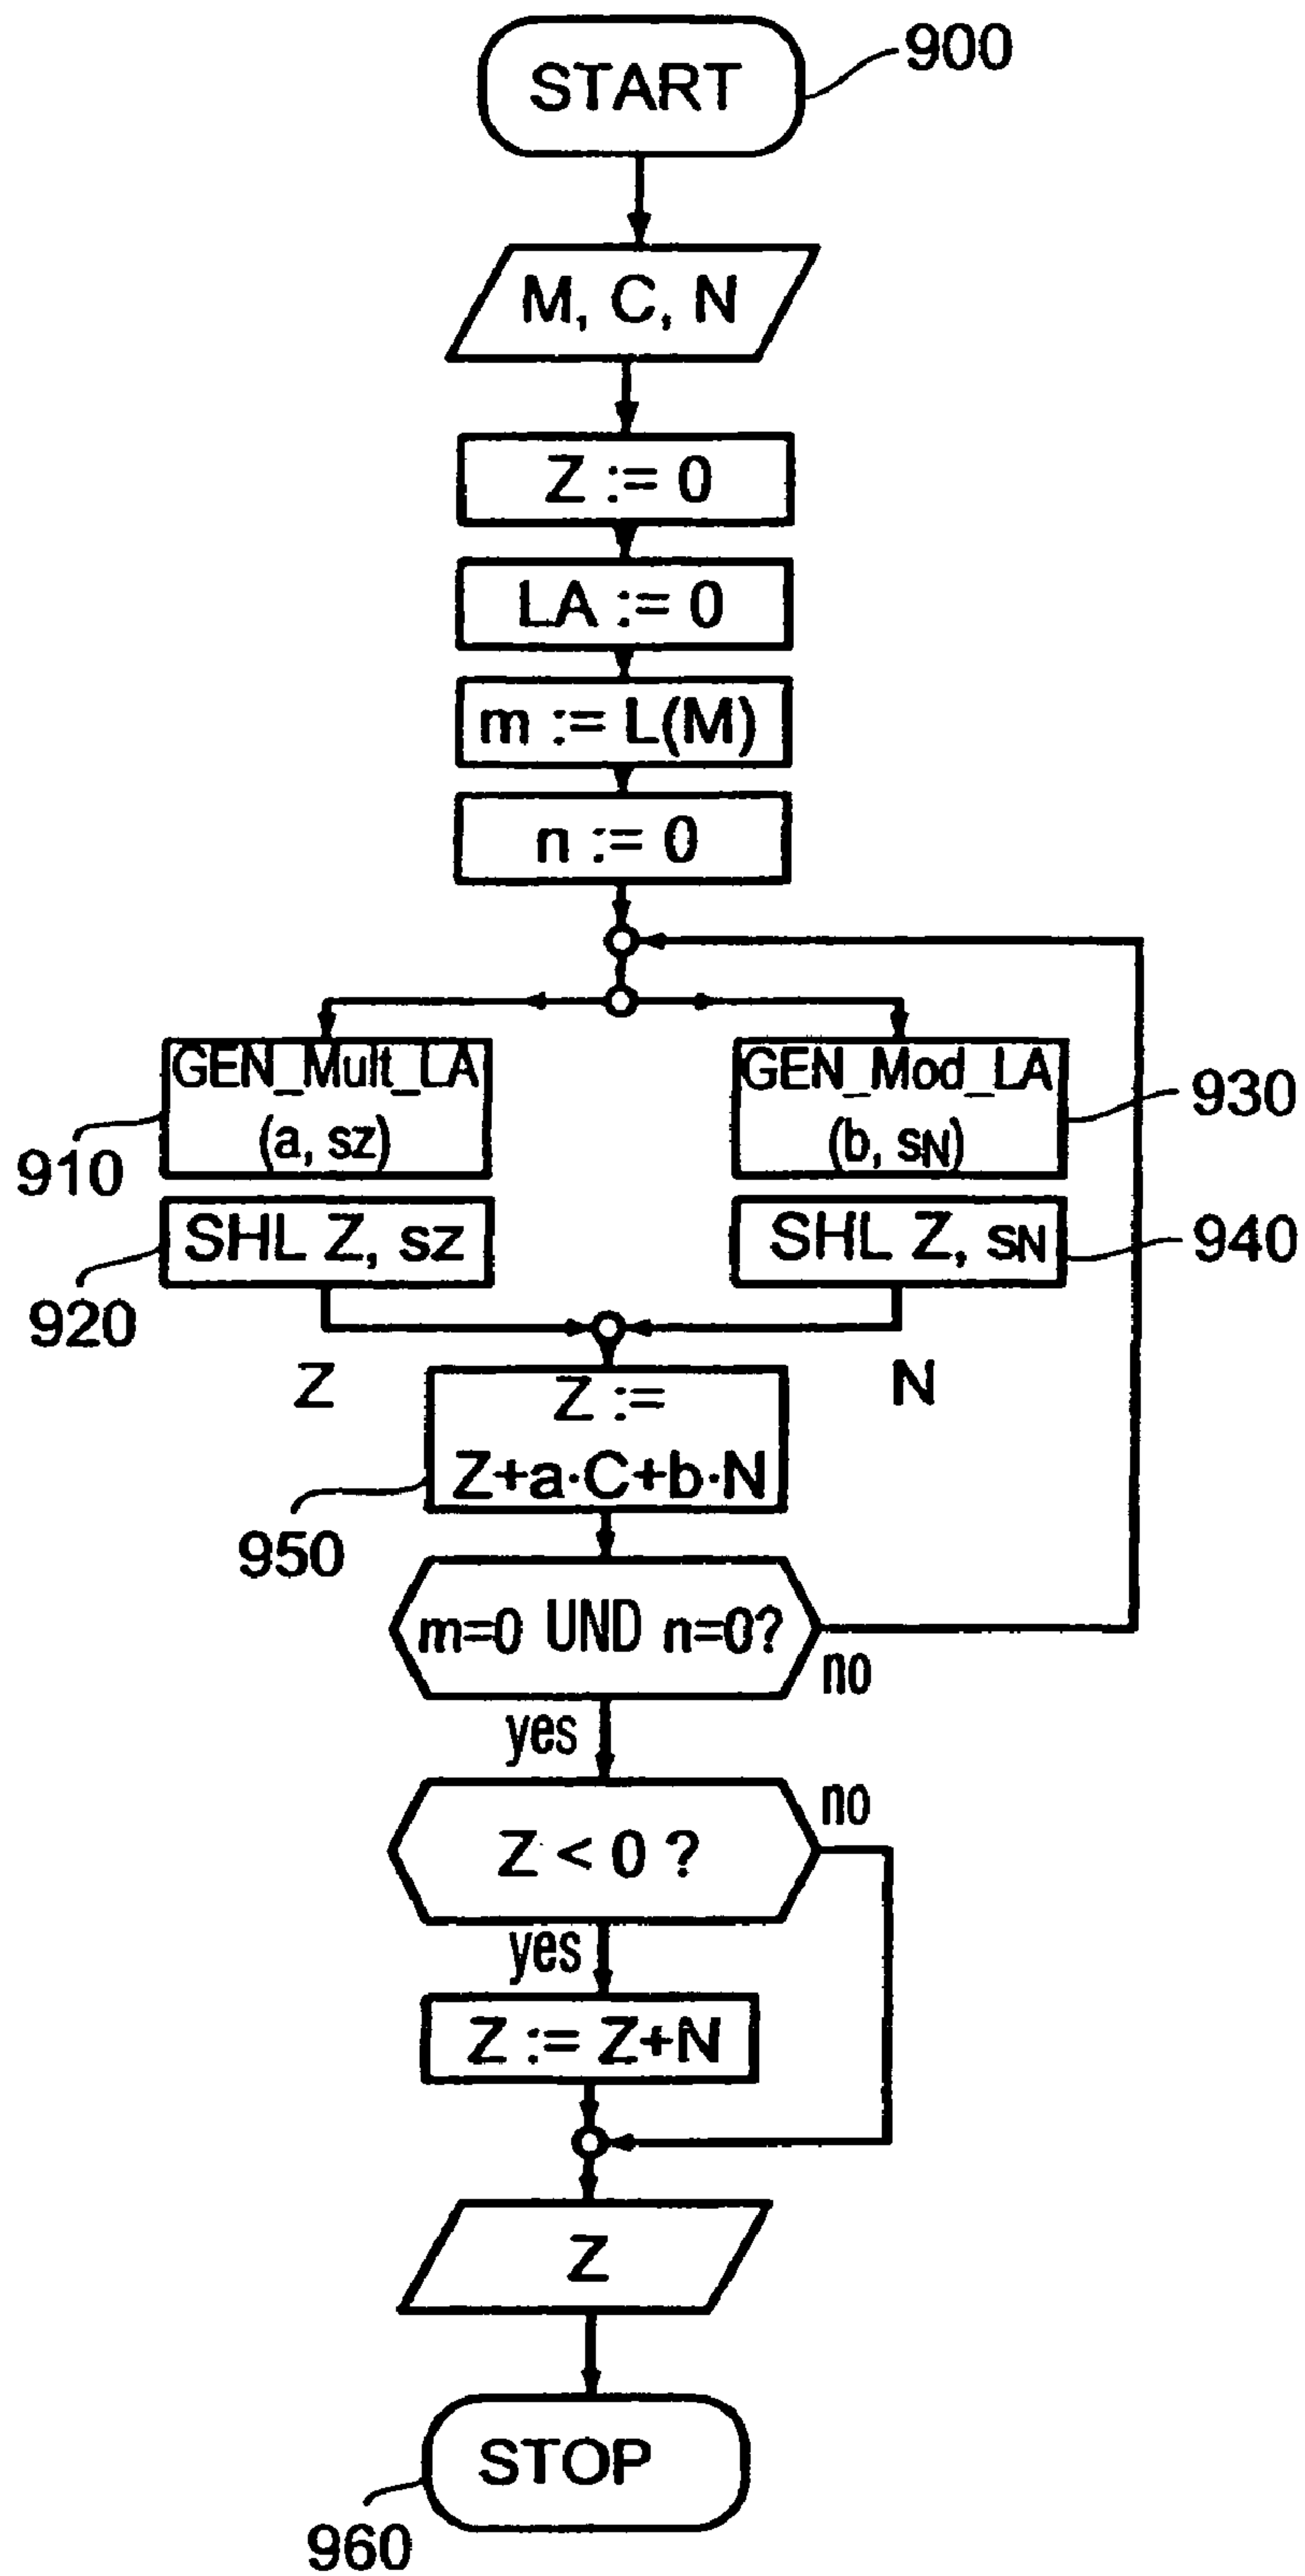 START
900
M, C, N
Z := 0
LA := 0
m := L(M)
n := 0
GEN_Mult_LA
(a, sz)
910
GEN_Mod_LA
(b, sN)
930
SHL Z, sz
920
SHL Z, sN
940
Z
N
Z :=
Z+a·C+b·N
950
m=0 UND n=0?
no
yes
Z < 0 ?
no
yes
Z := Z+N
Z
STOP
960